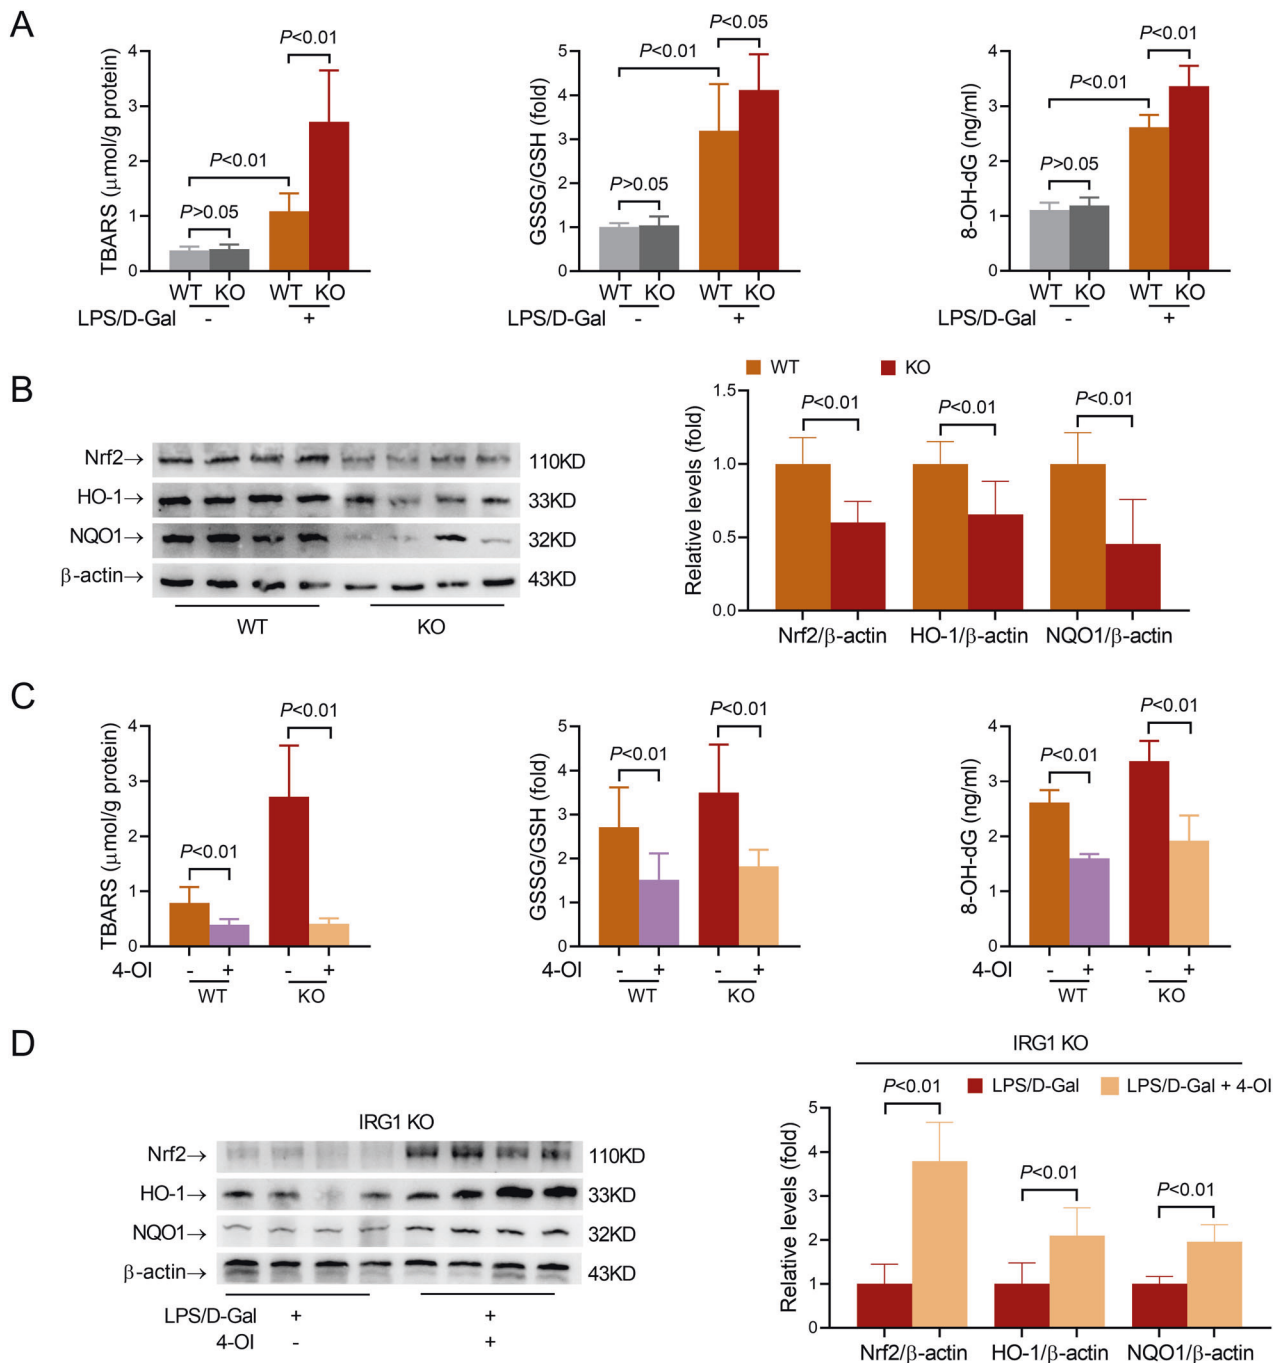 A
TBARS (μmol/g protein)
4
3
2
1
0
P<0.01
P<0.01
P>0.05
WT KO WT KO
LPS/D-Gal - +
GSSG/GSH (fold)
5
4
3
2
1
0
P<0.05
P<0.01
P>0.05
WT KO WT KO
LPS/D-Gal - +
8-OH-dG (ng/ml)
4
3
2
1
0
P<0.01
P<0.01
P>0.05
WT KO WT KO
LPS/D-Gal - +
B
Nrf2→ 110KD
HO-1→ 33KD
NQO1→ 32KD
β-actin→ 43KD
WT KO
WT KO
Relative levels (fold)
1.5
1.0
0.5
0.0
P<0.01 P<0.01 P<0.01
Nrf2/β-actin HO-1/β-actin NQO1/β-actin
C
TBARS (μmol/g protein)
4
3
2
1
0
P<0.01
P<0.01
4-OI - + - +
WT KO
GSSG/GSH (fold)
5
4
3
2
1
0
P<0.01
P<0.01
4-OI - + - +
WT KO
8-OH-dG (ng/ml)
4
3
2
1
0
P<0.01
P<0.01
4-OI - + - +
WT KO
D
IRG1 KO
Nrf2→ 110KD
HO-1→ 33KD
NQO1→ 32KD
β-actin→ 43KD
LPS/D-Gal + +
4-OI - +
IRG1 KO
LPS/D-Gal LPS/D-Gal + 4-OI
Relative levels (fold)
5
4
3
2
1
0
P<0.01
P<0.01
P<0.01
Nrf2/β-actin HO-1/β-actin NQO1/β-actin